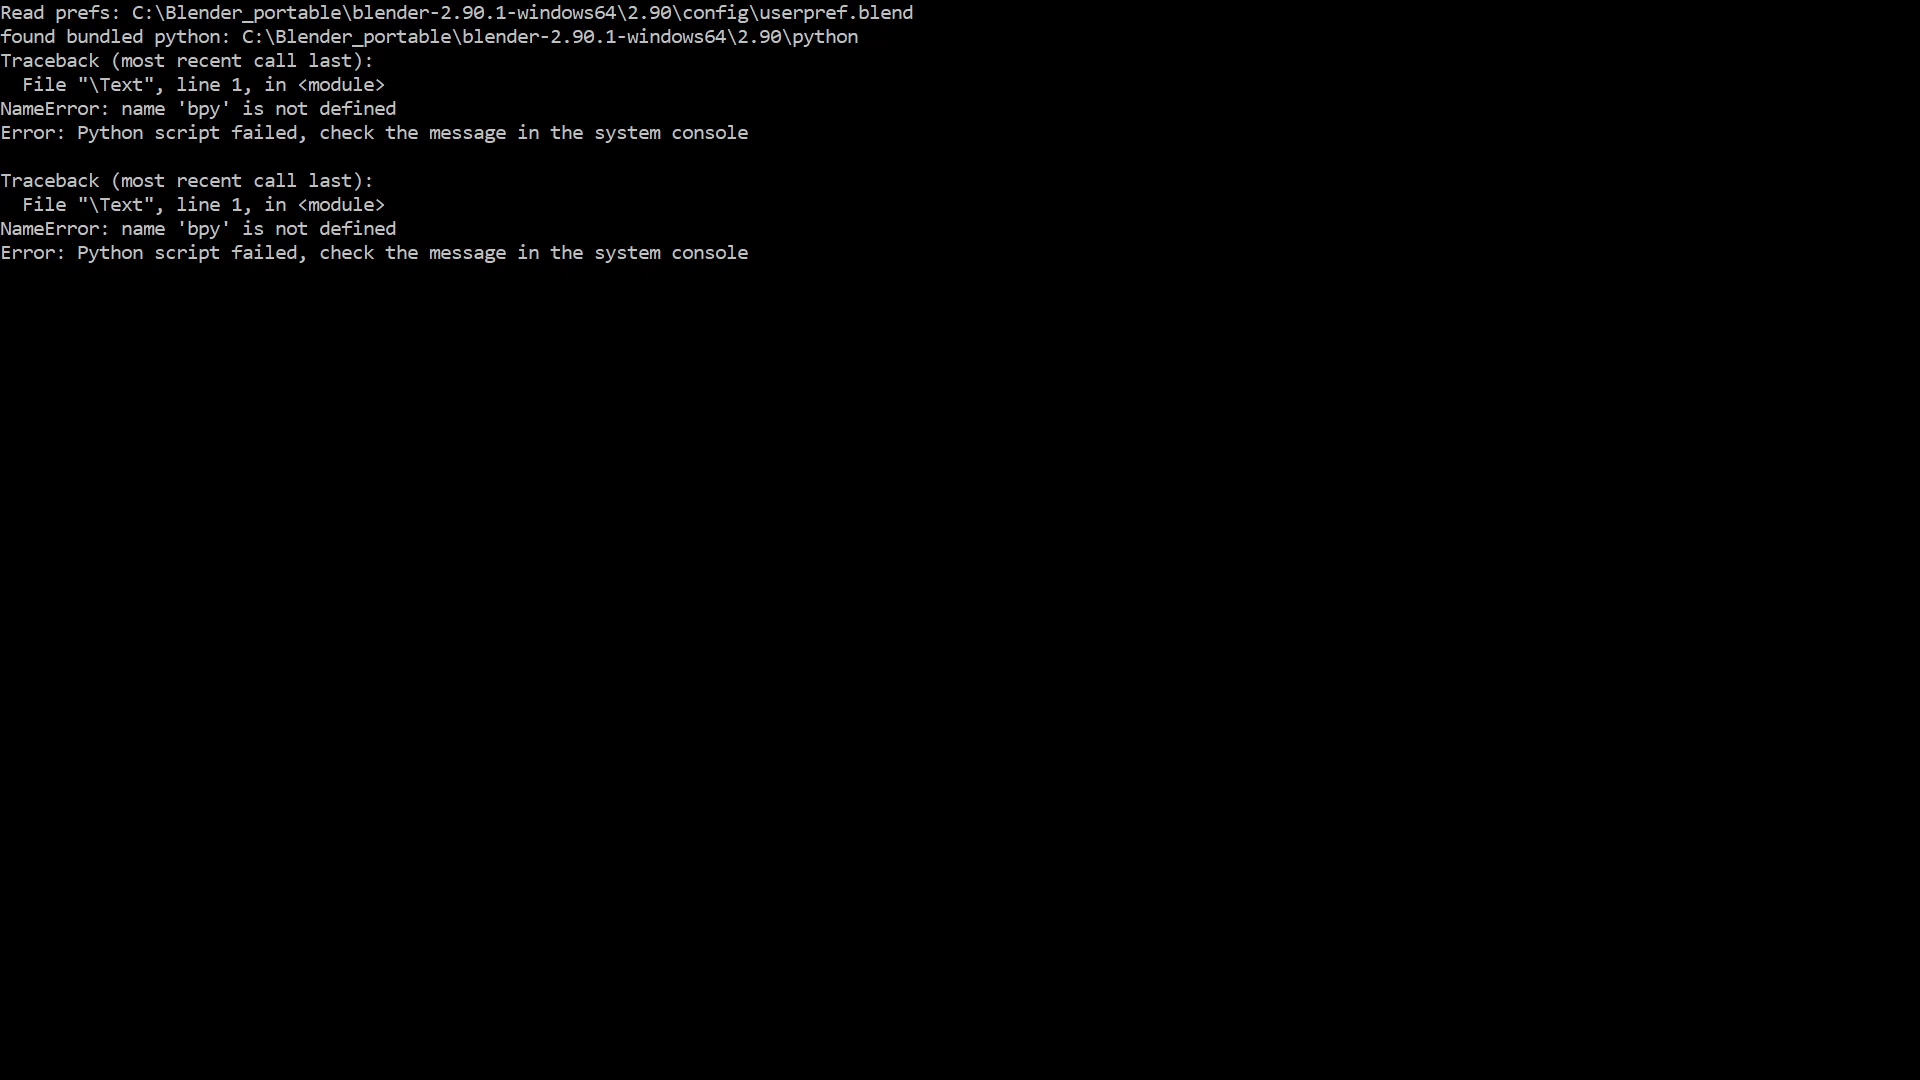 Read prefs: C:\Blender_portable\blender-2.90.1-windows64\2.90\config\userpref.blend
found bundled python: C:\Blender_portable\blender-2.90.1-windows64\2.90\python
Traceback (most recent call last):
  File "\Text", line 1, in <module>
NameError: name 'bpy' is not defined
Error: Python script failed, check the message in the system console

Traceback (most recent call last):
  File "\Text", line 1, in <module>
NameError: name 'bpy' is not defined
Error: Python script failed, check the message in the system console